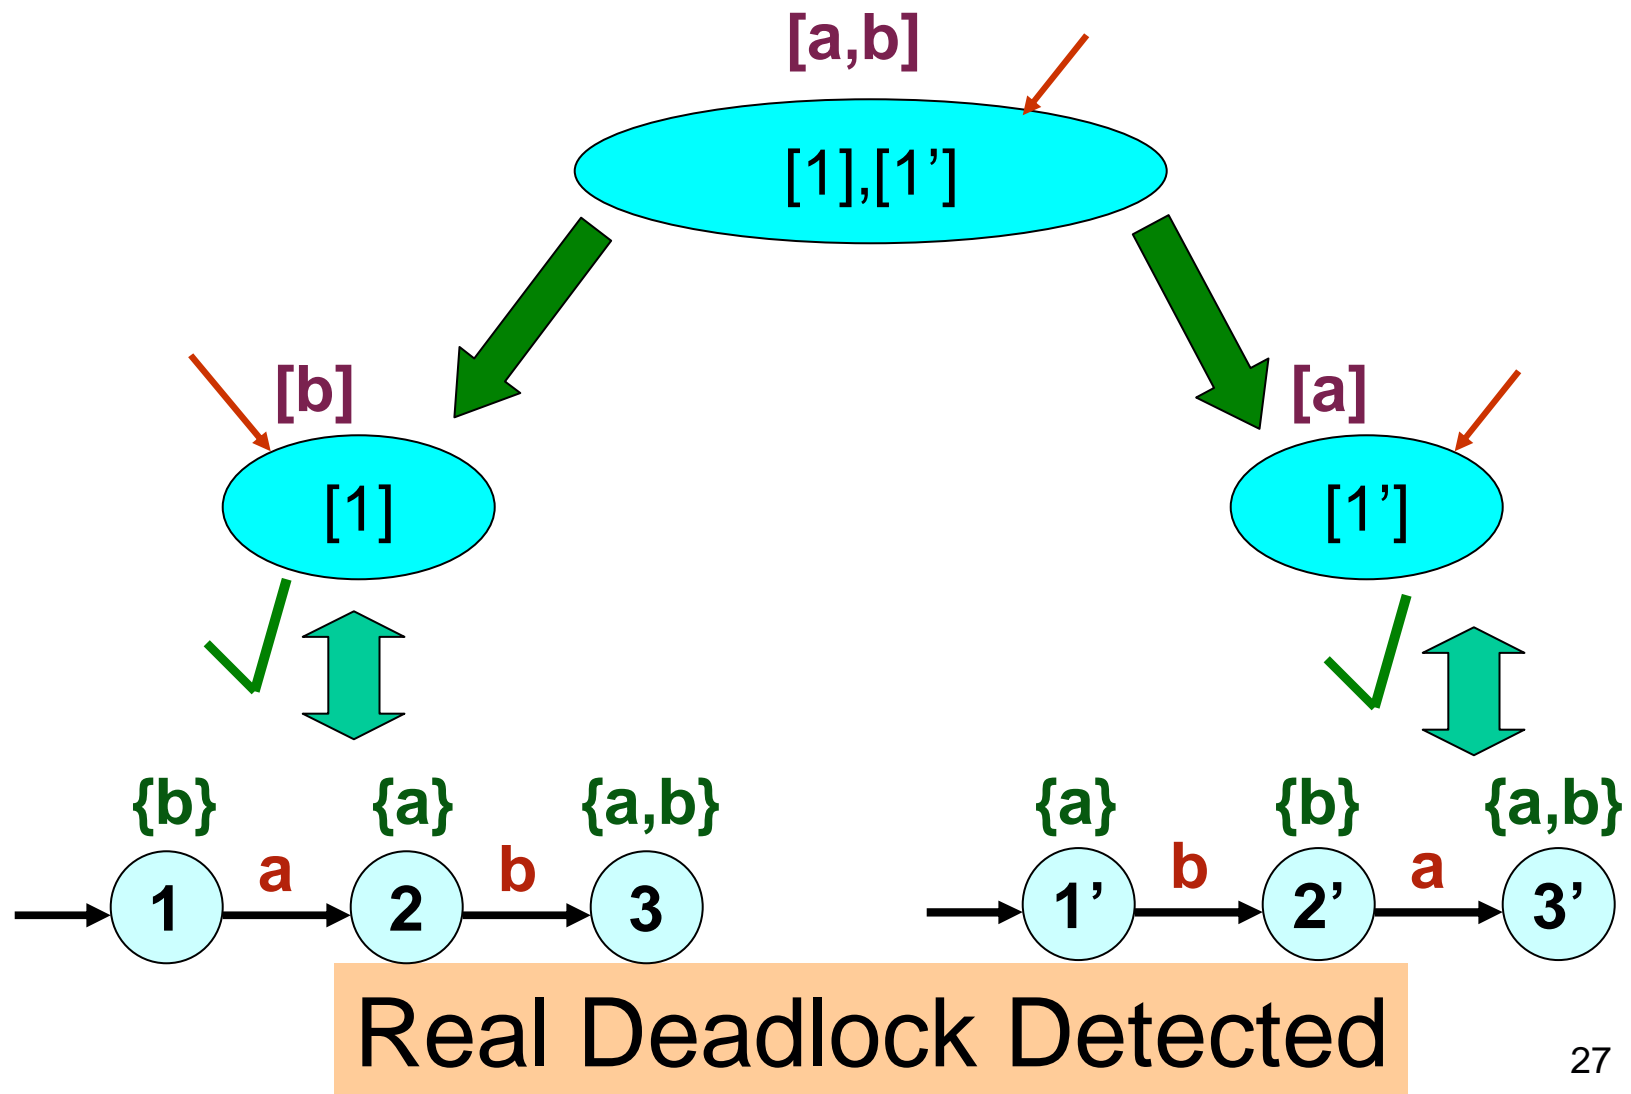 [a,b]
[1],[1’]
[b]
[a]
[1]
[1’]
{b} {a} {a,b}
{a} {b} {a,b}
a b
b a
1 2 3
1’ 2’ 3’
Real Deadlock Detected
27